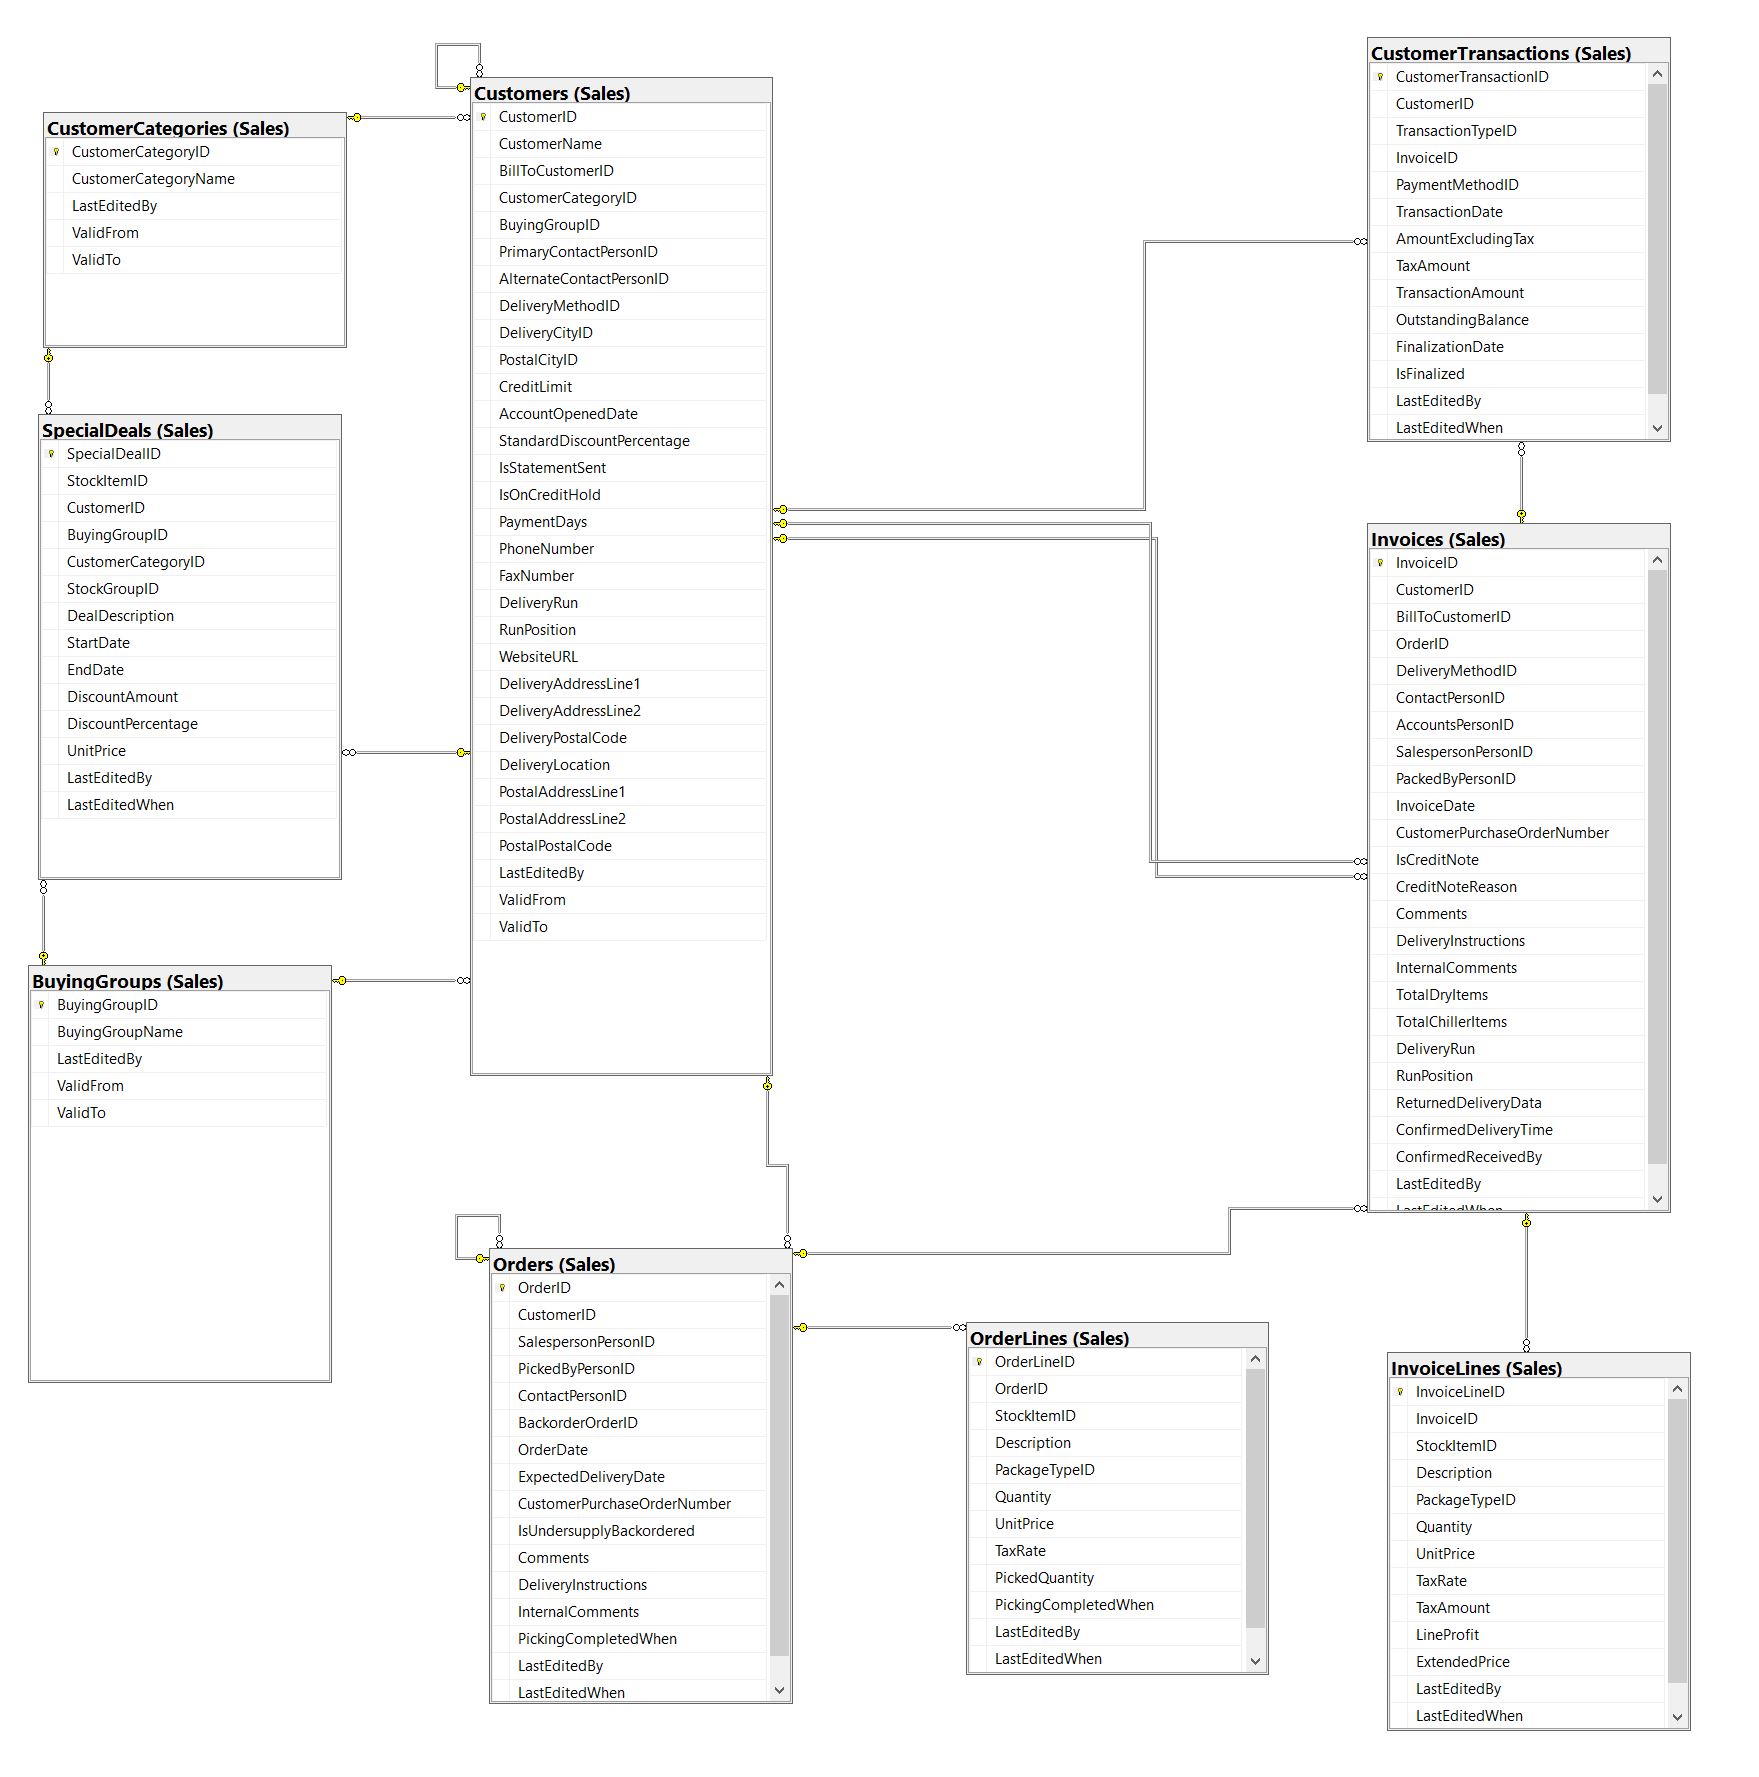 CustomerCategories (Sales)
CustomerCategoryID
CustomerCategoryName
LastEditedBy
ValidFrom
ValidTo
SpecialDeals (Sales)
SpecialDealID
StockItemID
CustomerID
BuyingGroupID
CustomerCategoryID
StockGroupID
DealDescription
StartDate
EndDate
DiscountAmount
DiscountPercentage
UnitPrice
LastEditedBy
LastEditedWhen
BuyingGroups (Sales)
BuyingGroupID
BuyingGroupName
LastEditedBy
ValidFrom
ValidTo
Customers (Sales)
CustomerID
CustomerName
BillToCustomerID
CustomerCategoryID
BuyingGroupID
PrimaryContactPersonID
AlternateContactPersonID
DeliveryMethodID
DeliveryCityID
PostalCityID
CreditLimit
AccountOpenedDate
StandardDiscountPercentage
IsStatementSent
IsOnCreditHold
PaymentDays
PhoneNumber
FaxNumber
DeliveryRun
RunPosition
WebsiteURL
DeliveryAddressLine1
DeliveryAddressLine2
DeliveryPostalCode
DeliveryLocation
PostalAddressLine1
PostalAddressLine2
PostalPostalCode
LastEditedBy
ValidFrom
ValidTo
Orders (Sales)
OrderID
CustomerID
SalespersonPersonID
PickedByPersonID
ContactPersonID
BackorderOrderID
OrderDate
ExpectedDeliveryDate
CustomerPurchaseOrderNumber
IsUndersupplyBackordered
Comments
DeliveryInstructions
InternalComments
PickingCompletedWhen
LastEditedBy
LastEditedWhen
OrderLines (Sales)
OrderLineID
OrderID
StockItemID
Description
PackageTypeID
Quantity
UnitPrice
TaxRate
PickedQuantity
PickingCompletedWhen
LastEditedBy
LastEditedWhen
CustomerTransactions (Sales)
CustomerTransactionID
CustomerID
TransactionTypeID
InvoiceID
PaymentMethodID
TransactionDate
AmountExcludingTax
TaxAmount
TransactionAmount
OutstandingBalance
FinalizationDate
IsFinalized
LastEditedBy
LastEditedWhen
Invoices (Sales)
InvoiceID
CustomerID
BillToCustomerID
OrderID
DeliveryMethodID
ContactPersonID
AccountsPersonID
SalespersonPersonID
PackedByPersonID
InvoiceDate
CustomerPurchaseOrderNumber
IsCreditNote
CreditNoteReason
Comments
DeliveryInstructions
InternalComments
TotalDryItems
TotalChillerItems
DeliveryRun
RunPosition
ReturnedDeliveryData
ConfirmedDeliveryTime
ConfirmedReceivedBy
LastEditedBy
LastEditedWhen
InvoiceLines (Sales)
InvoiceLineID
InvoiceID
StockItemID
Description
PackageTypeID
Quantity
UnitPrice
TaxRate
TaxAmount
LineProfit
ExtendedPrice
LastEditedBy
LastEditedWhen